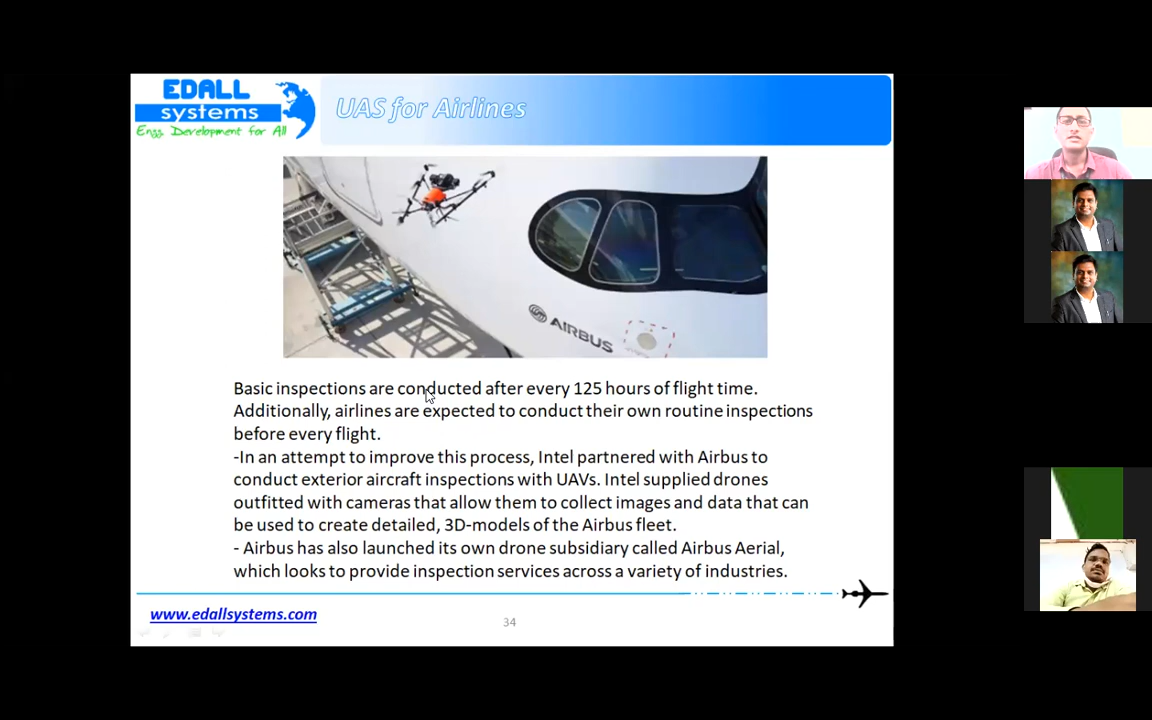 EDALL
systems
Engg Development for All
UAS for Airlines
AIRBUS
Basic inspections are conducted after every 125 hours of flight time.
Additionally, airlines are expected to conduct their own routine inspections
before every flight.
-In an attempt to improve this process, Intel partnered with Airbus to
conduct exterior aircraft inspections with UAVs. Intel supplied drones
outfitted with cameras that allow them to collect images and data that can
be used to create detailed, 3D-models of the Airbus fleet.
- Airbus has also launched its own drone subsidiary called Airbus Aerial,
which looks to provide inspection services across a variety of industries.
www.edallsystems.com
34